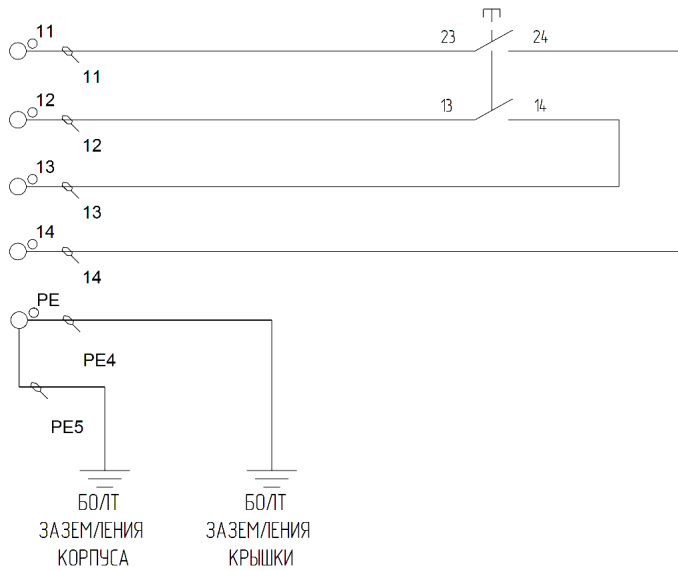 11
23
24
11
12
13
14
12
13
13
14
14
PE
PE4
PE5
БОЛТ
ЗАЗЕМЛЕНИЯ
КОРПУСА
БОЛТ
ЗАЗЕМЛЕНИЯ
КРЫШКИ